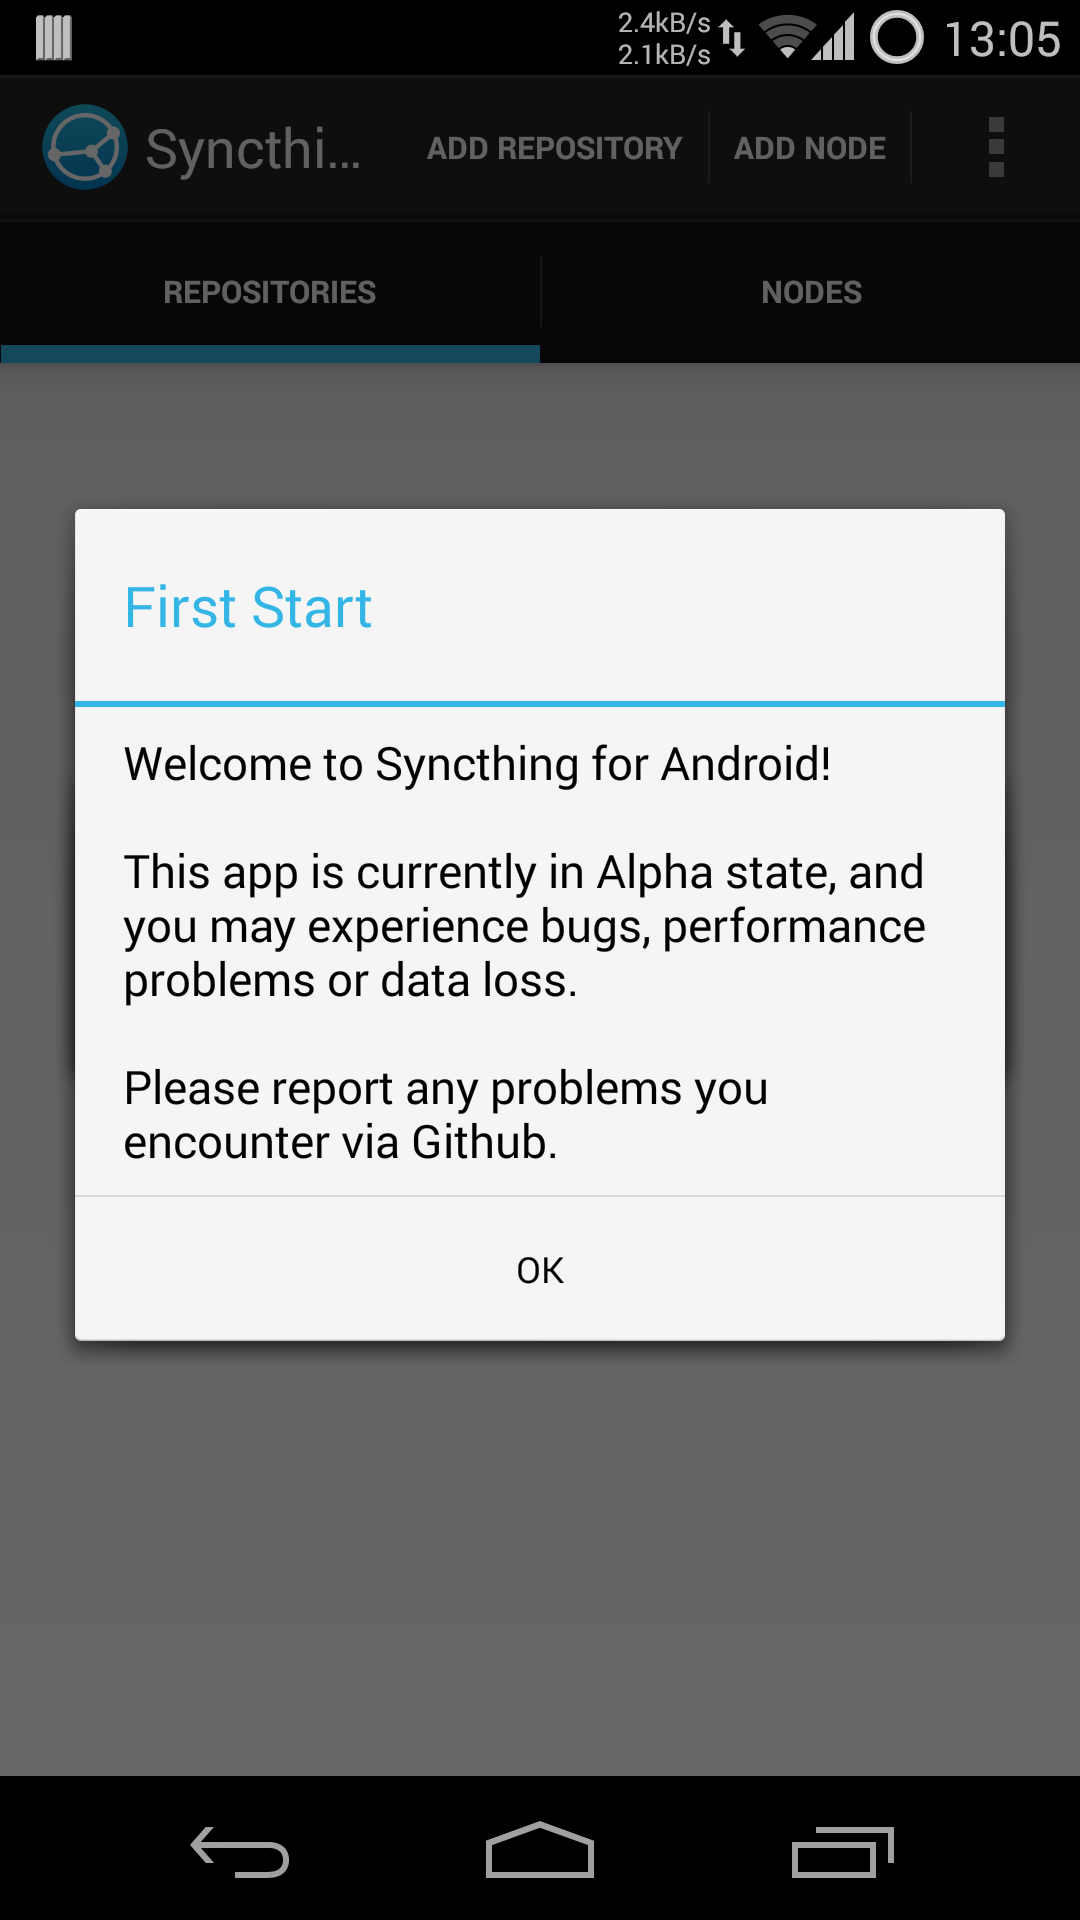 2.4kB/s
2.1kB/s
13:05
Syncthi...
ADD REPOSITORY
ADD NODE
REPOSITORIES
NODES
First Start
Welcome to Syncthing for Android!
This app is currently in Alpha state, and
you may experience bugs, performance
problems or data loss.
Please report any problems you
encounter via Github.
OK